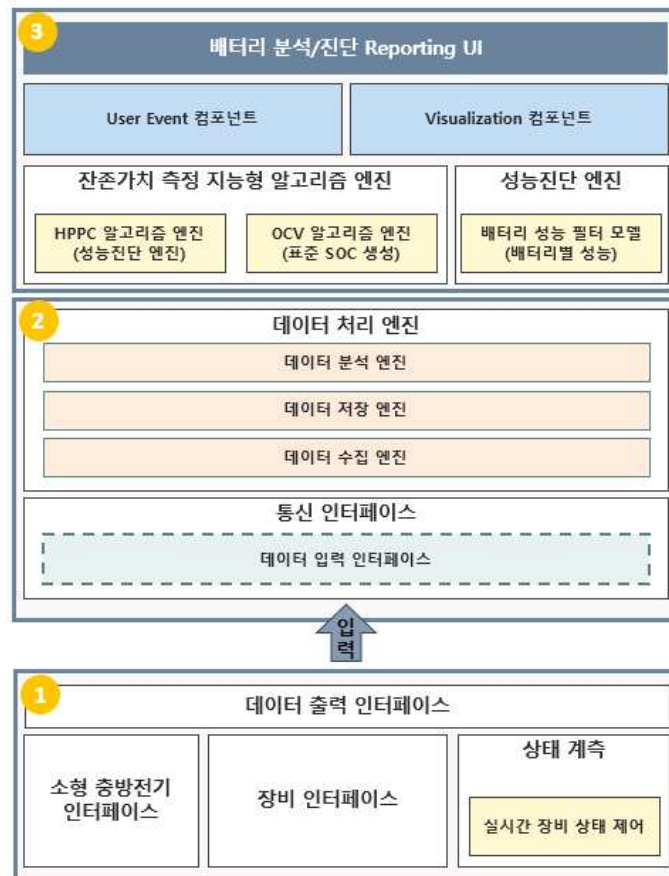 3
배터리 분석/진단 Reporting UI
User Event 컴포넌트
Visualization 컴포넌트
잔존가치 측정 지능형 알고리즘 엔진
HPPC 알고리즘 엔진
(성능진단 엔진)
OCV 알고리즘 엔진
(표준 SOC 생성)
성능진단 엔진
배터리 성능 필터 모델
(배터리별 성능)
2
데이터 처리 엔진
데이터 분석 엔진
데이터 저장 엔진
데이터 수집 엔진
통신 인터페이스
데이터 입력 인터페이스
입
력
1
데이터 출력 인터페이스
소형 충방전기
인터페이스
장비 인터페이스
상태 계측
실시간 장비 상태 제어